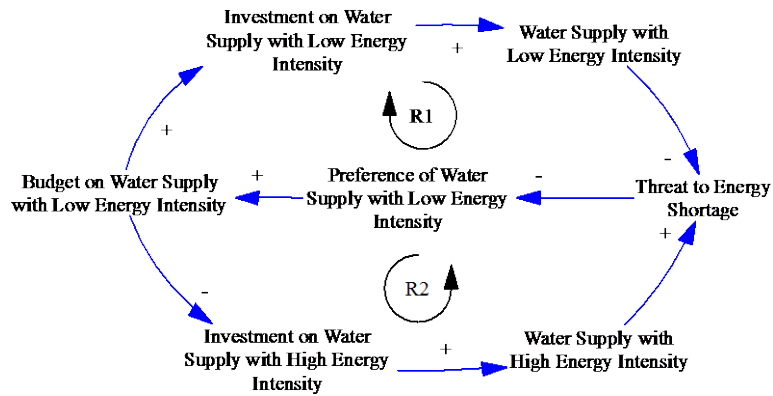 Investment on Water
Supply with Low Energy
Intensity
+
Water Supply with
Low Energy Intensity
R1
+
-
Budget on Water Supply
with Low Energy Intensity
+
Preference of Water
Supply with Low Energy
Intensity
-
Threat to Energy
Shortage
+
R2
-
Investment on Water
Supply with High Energy
Intensity
+
Water Supply with
High Energy Intensity